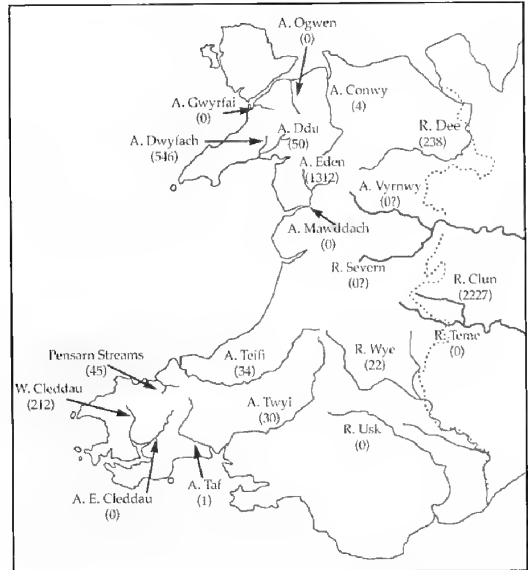 A. Ogwen
(0)
A. Conwy
(4)
A. Gwyrfai
(0)
A. Ddu
(50)
A. Dwyfach
(546)
R. Dee
(238)
A. Eden
(1312)
A. Vyrnwy
(0?)
A. Mawddach
(0)
R. Severn
(0?)
R. Clun
(2227)
R. Teme
(0)
Pensarn Streams
(45)
A. Teifi
(34)
R. Wye
(22)
W. Cleddau
(212)
A. Twyi
(30)
R. Usk
(0)
A. E. Cleddau
(0)
A. Taf
(1)